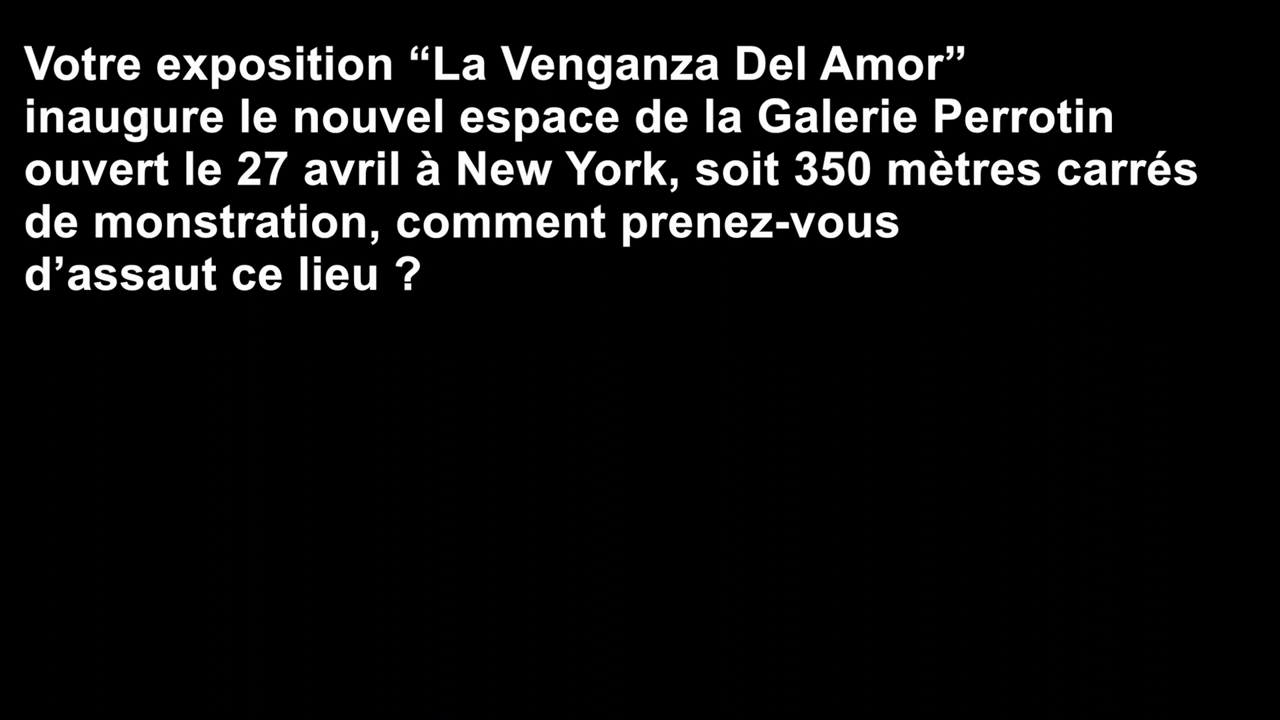 Votre exposition “La Venganza Del Amor”
inaugure le nouvel espace de la Galerie Perrotin
ouvert le 27 avril à New York, soit 350 mètres carrés
de monstration, comment prenez-vous
d’assaut ce lieu ?